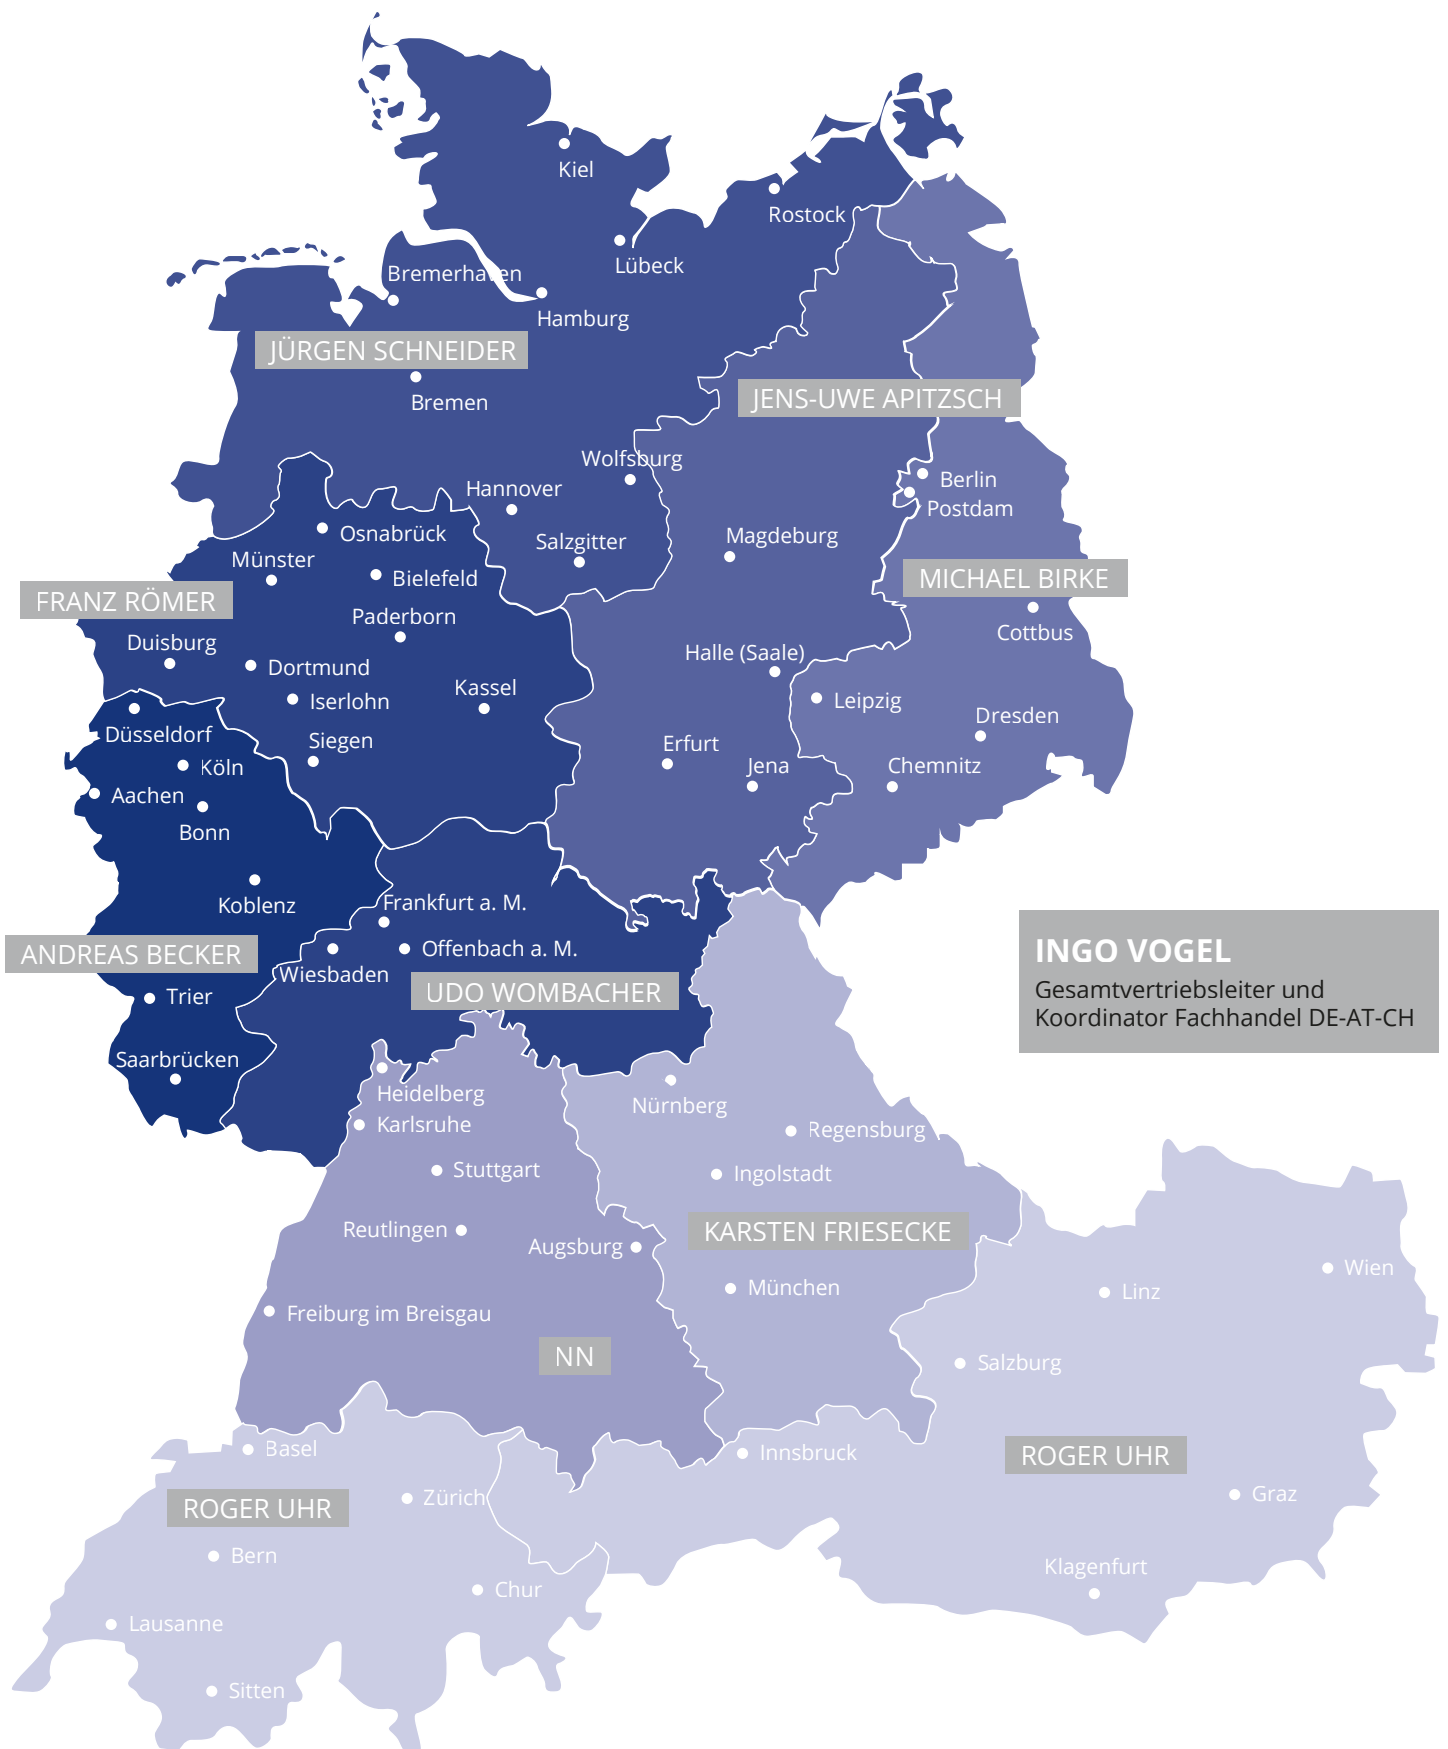 Kiel
Rostock
Lübeck
Bremerhaven
Hamburg
JÜRGEN SCHNEIDER
JENS-UWE APITZSCH
Bremen
Wolfsburg
Hannover
Berlin
Postdam
Osnabrück
Salzgitter
Magdeburg
Münster
Bielefeld
MICHAEL BIRKE
FRANZ RÖMER
Paderborn
Cottbus
Duisburg
Halle (Saale)
Dortmund
Kassel
Iserlohn
Leipzig
Dresden
Düsseldorf
Siegen
Erfurt
Köln
Jena
Chemnitz
Aachen
Bonn
Koblenz
Frankfurt a. M.
Offenbach a. M.
ANDREAS BECKER
Wiesbaden
UDO WOMBACHER
INGO VOGEL
Gesamtvertriebsleiter und
Koordinator Fachhandel DE-AT-CH
Trier
Saarbrücken
Heidelberg
Nürnberg
Karlsruhe
Regensburg
Stuttgart
Ingolstadt
Reutlingen
KARSTEN FRIESECKE
Augsburg
Wien
München
Linz
Freiburg im Breisgau
NN
Salzburg
Basel
Innsbruck
ROGER UHR
Zürich
Graz
ROGER UHR
Bern
Klagenfurt
Chur
Lausanne
Sitten